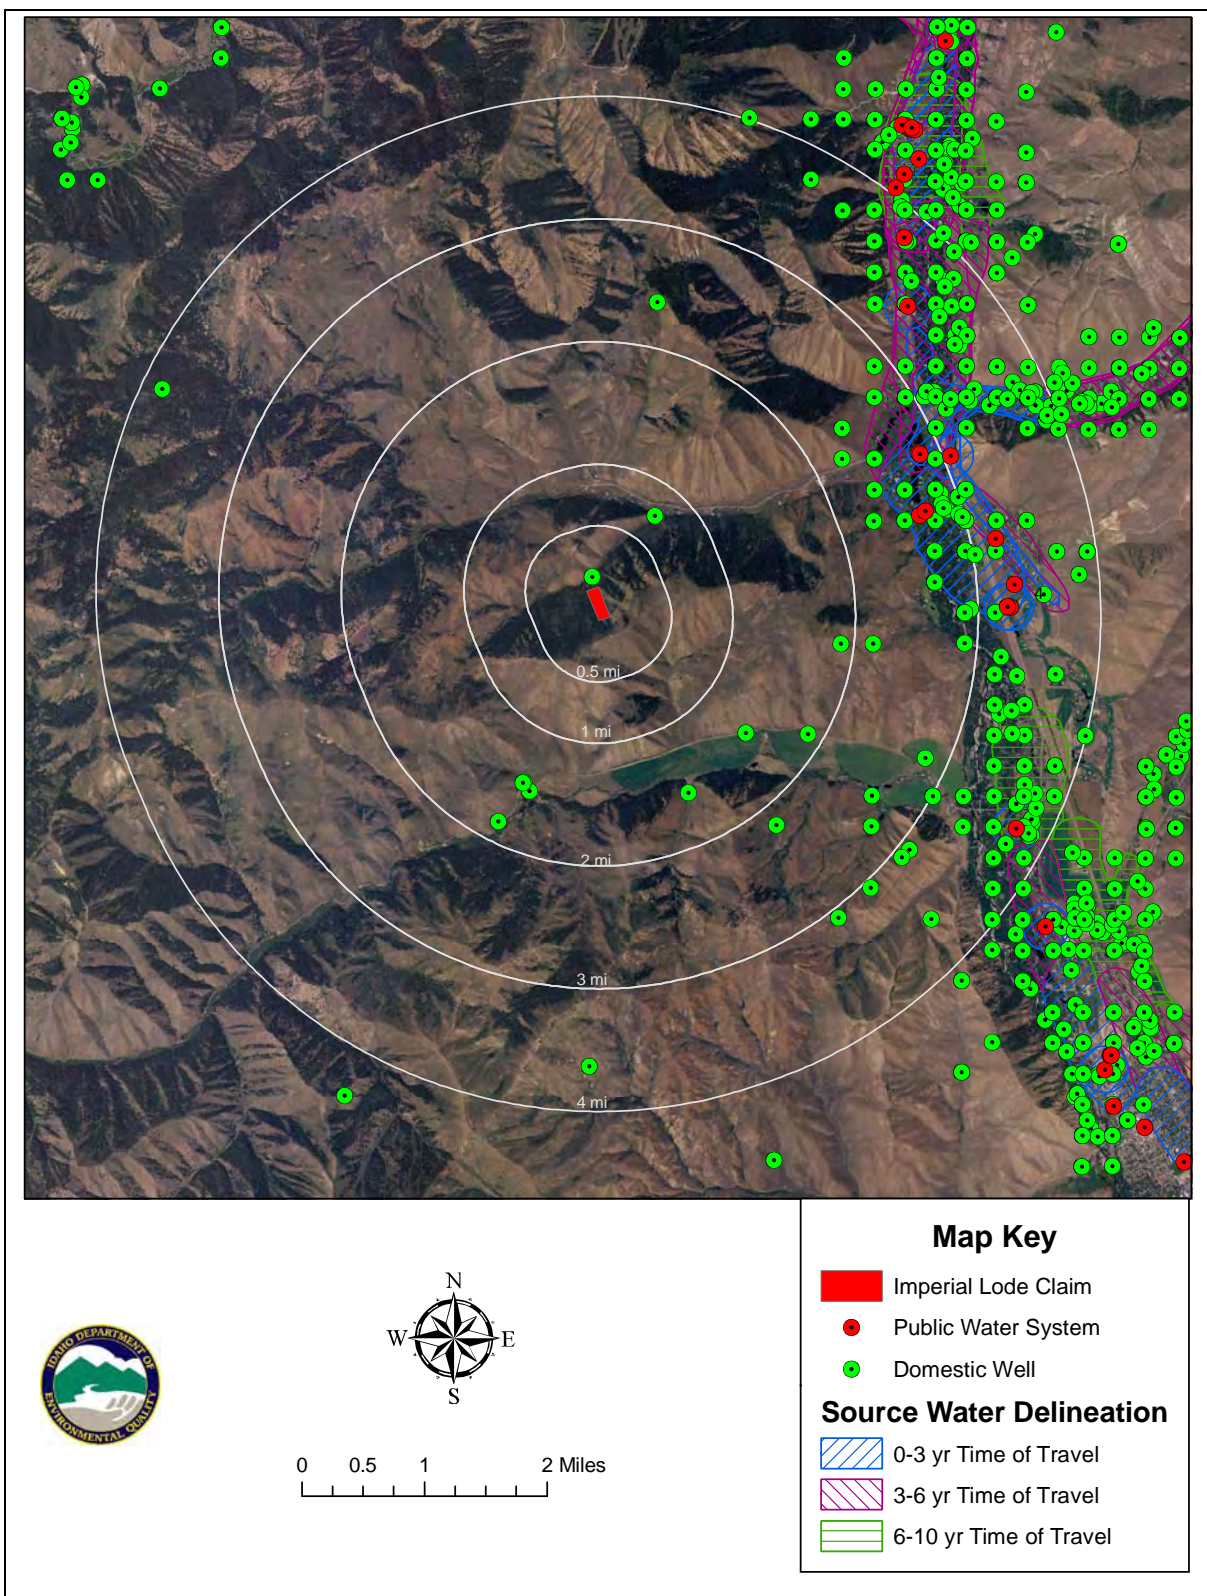 4
0.5 mi
1 mi
2 mi
3 mi
4 mi
Map Key
Imperial Lode Claim
Public Water System
Domestic Well
Source Water Delineation
0-3 yr Time of Travel
3-6 yr Time of Travel
6-10 yr Time of Travel
IDAHO DEPARTMENT OF
ENVIRONMENTAL QUALITY
N
W E
S
0 0.5 1 2 Miles